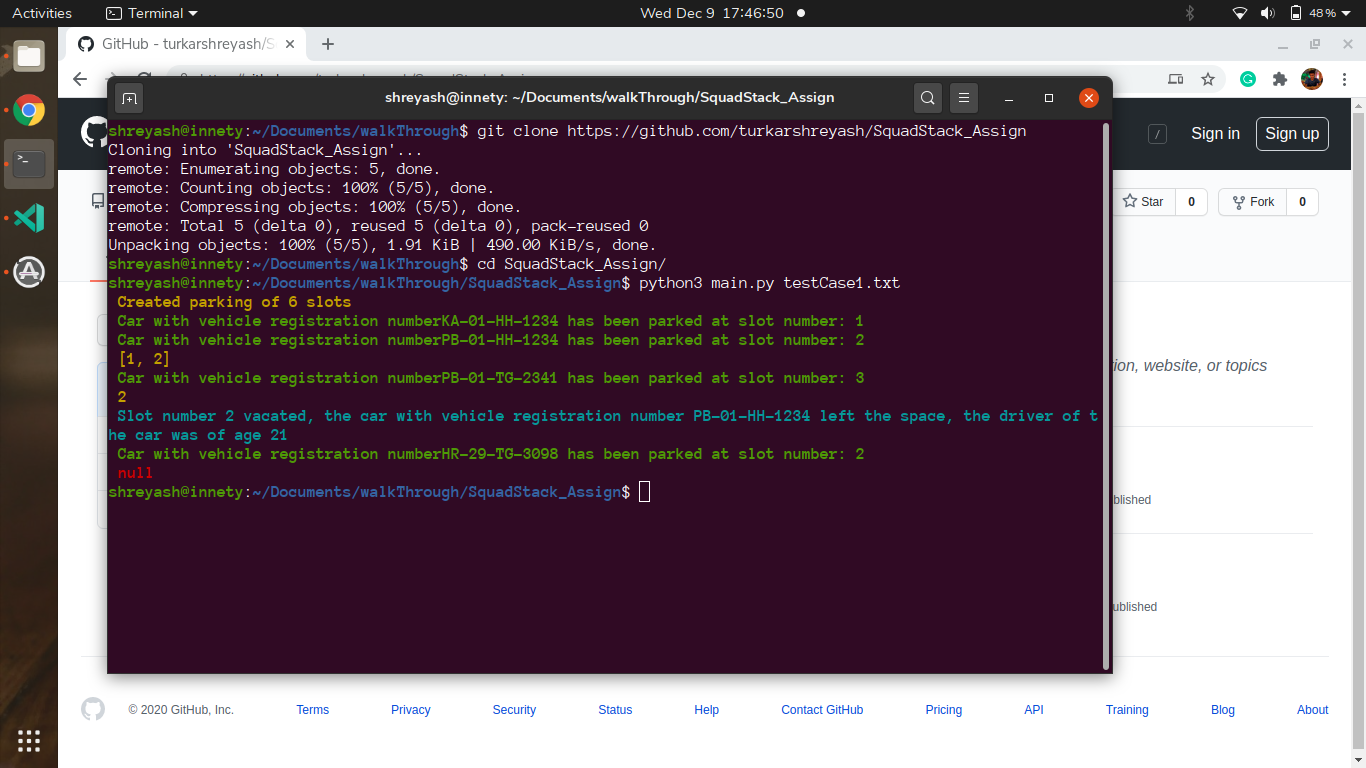 Activities Terminal Wed Dec 9 17:46:50 48%
GitHub - turkarshreyash/S
shreyash@innety: ~/Documents/walkThrough/SquadStack_Assign
shreyash@innety:~/Documents/walkThrough$ git clone https://github.com/turkarshreyash/SquadStack_Assign
Cloning into 'SquadStack_Assign'...
remote: Enumerating objects: 5, done.
remote: Counting objects: 100% (5/5), done.
remote: Compressing objects: 100% (5/5), done.
remote: Total 5 (delta 0), reused 5 (delta 0), pack-reused 0
Unpacking objects: 100% (5/5), 1.91 KiB | 490.00 KiB/s, done.
shreyash@innety:~/Documents/walkThrough$ cd SquadStack_Assign/
shreyash@innety:~/Documents/walkThrough/SquadStack_Assign$ python3 main.py testCase1.txt
Created parking of 6 slots
Car with vehicle registration numberKA-01-HH-1234 has been parked at slot number: 1
Car with vehicle registration numberPB-01-HH-1234 has been parked at slot number: 2
[1, 2]
Car with vehicle registration numberPB-01-TG-2341 has been parked at slot number: 3
2
Slot number 2 vacated, the car with vehicle registration number PB-01-HH-1234 left the space, the driver of t
he car was of age 21
Car with vehicle registration numberHR-29-TG-3098 has been parked at slot number: 2
null
shreyash@innety:~/Documents/walkThrough/SquadStack_Assign$
/ Sign in Sign up
Star 0 Fork 0
ion, website, or topics
blished
ublished
© 2020 GitHub, Inc. Terms Privacy Security Status Help Contact GitHub Pricing API Training Blog About